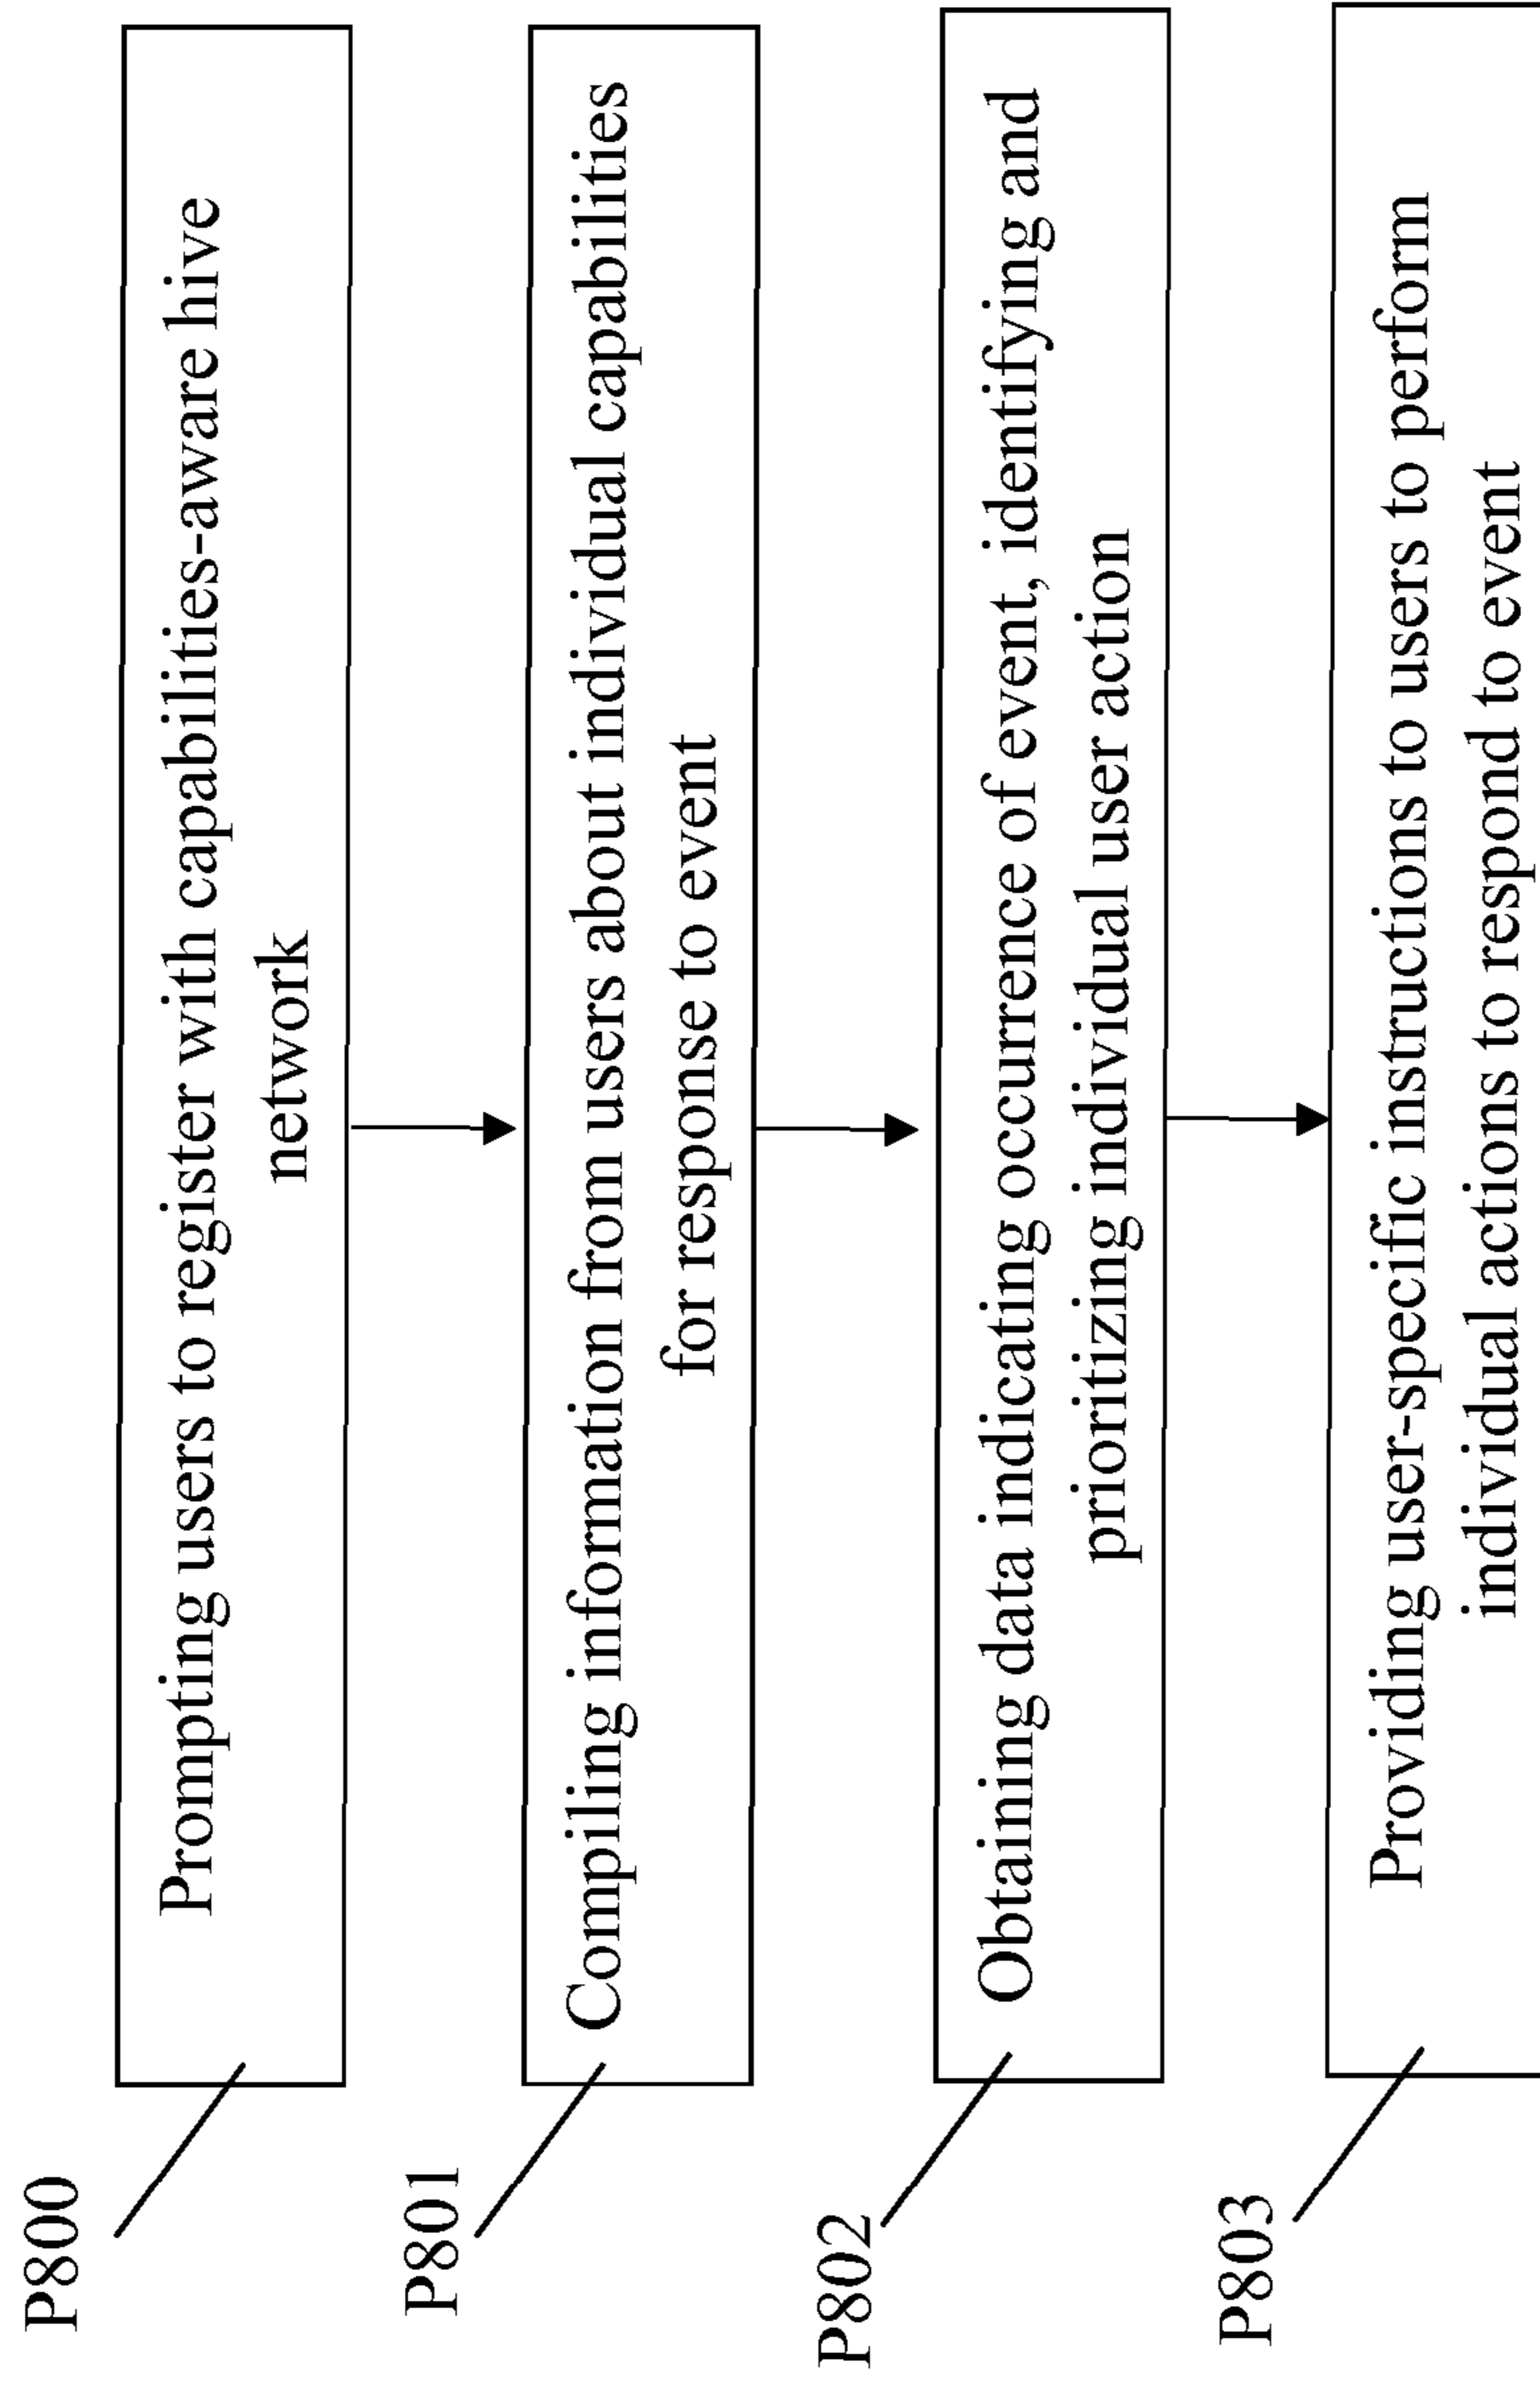 P800
Prompting users to register with capabilities-aware hive
network
P801
Compiling information from users about individual capabilities
for response to event
P802
Obtaining data indicating occurrence of event, identifying and
prioritizing individual user action
P803
Providing user-specific instructions to users to perform
individual actions to respond to event